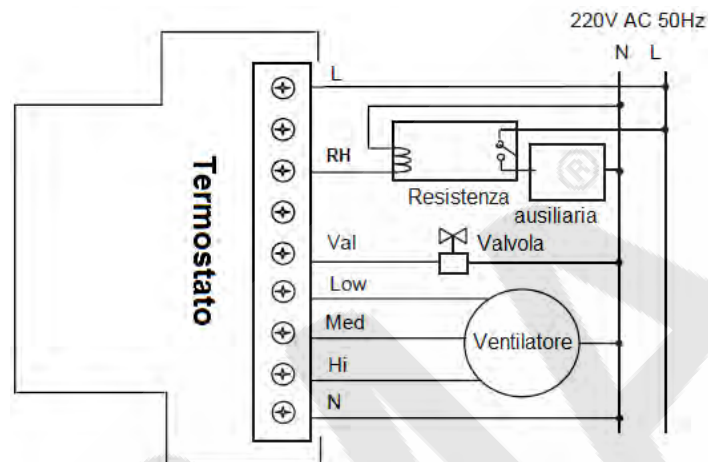 220V AC 50Hz
N L
L
RH
Resistenza
ausiliaria
Val
Valvola
Low
Med
Ventilatore
Hi
N
Termostato
®